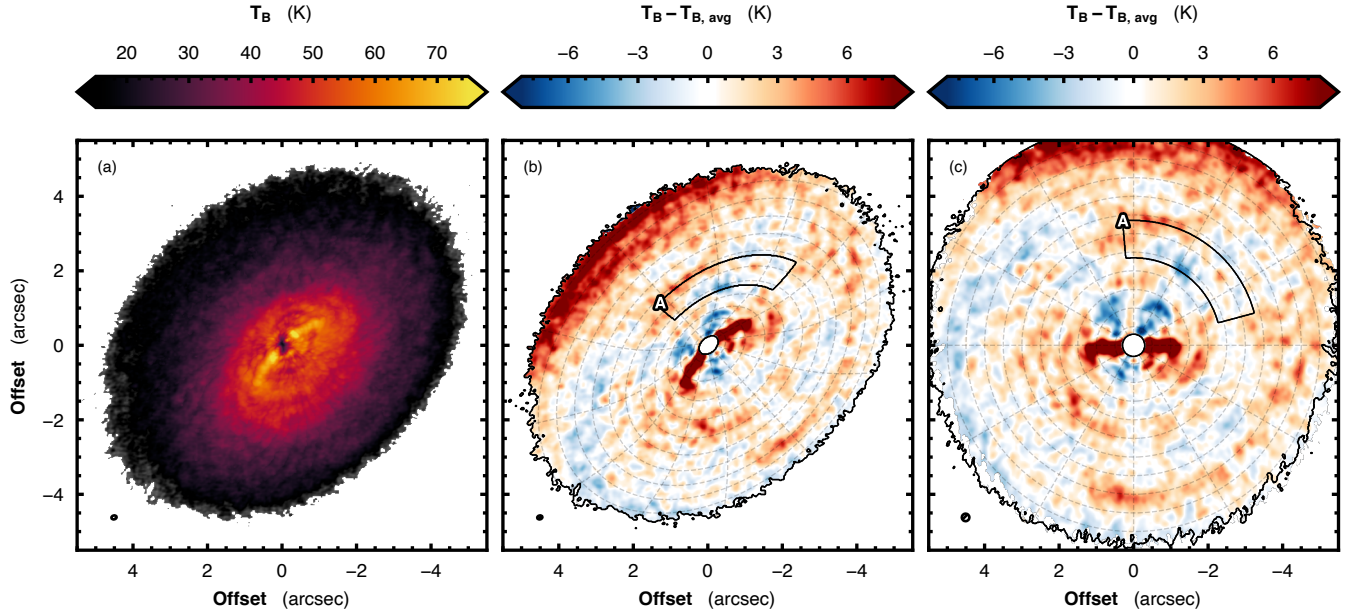 T_B (K)
T_B − T_B, avg (K)
T_B − T_B, avg (K)
20 30 40 50 60 70
−6 −3 0 3 6
−6 −3 0 3 6
(a)
(b)
(c)
A
A
4
2
0
−2
−4
Offset (arcsec)
4 2 0 −2 −4
4 2 0 −2 −4
4 2 0 −2 −4
Offset (arcsec)
Offset (arcsec)
Offset (arcsec)